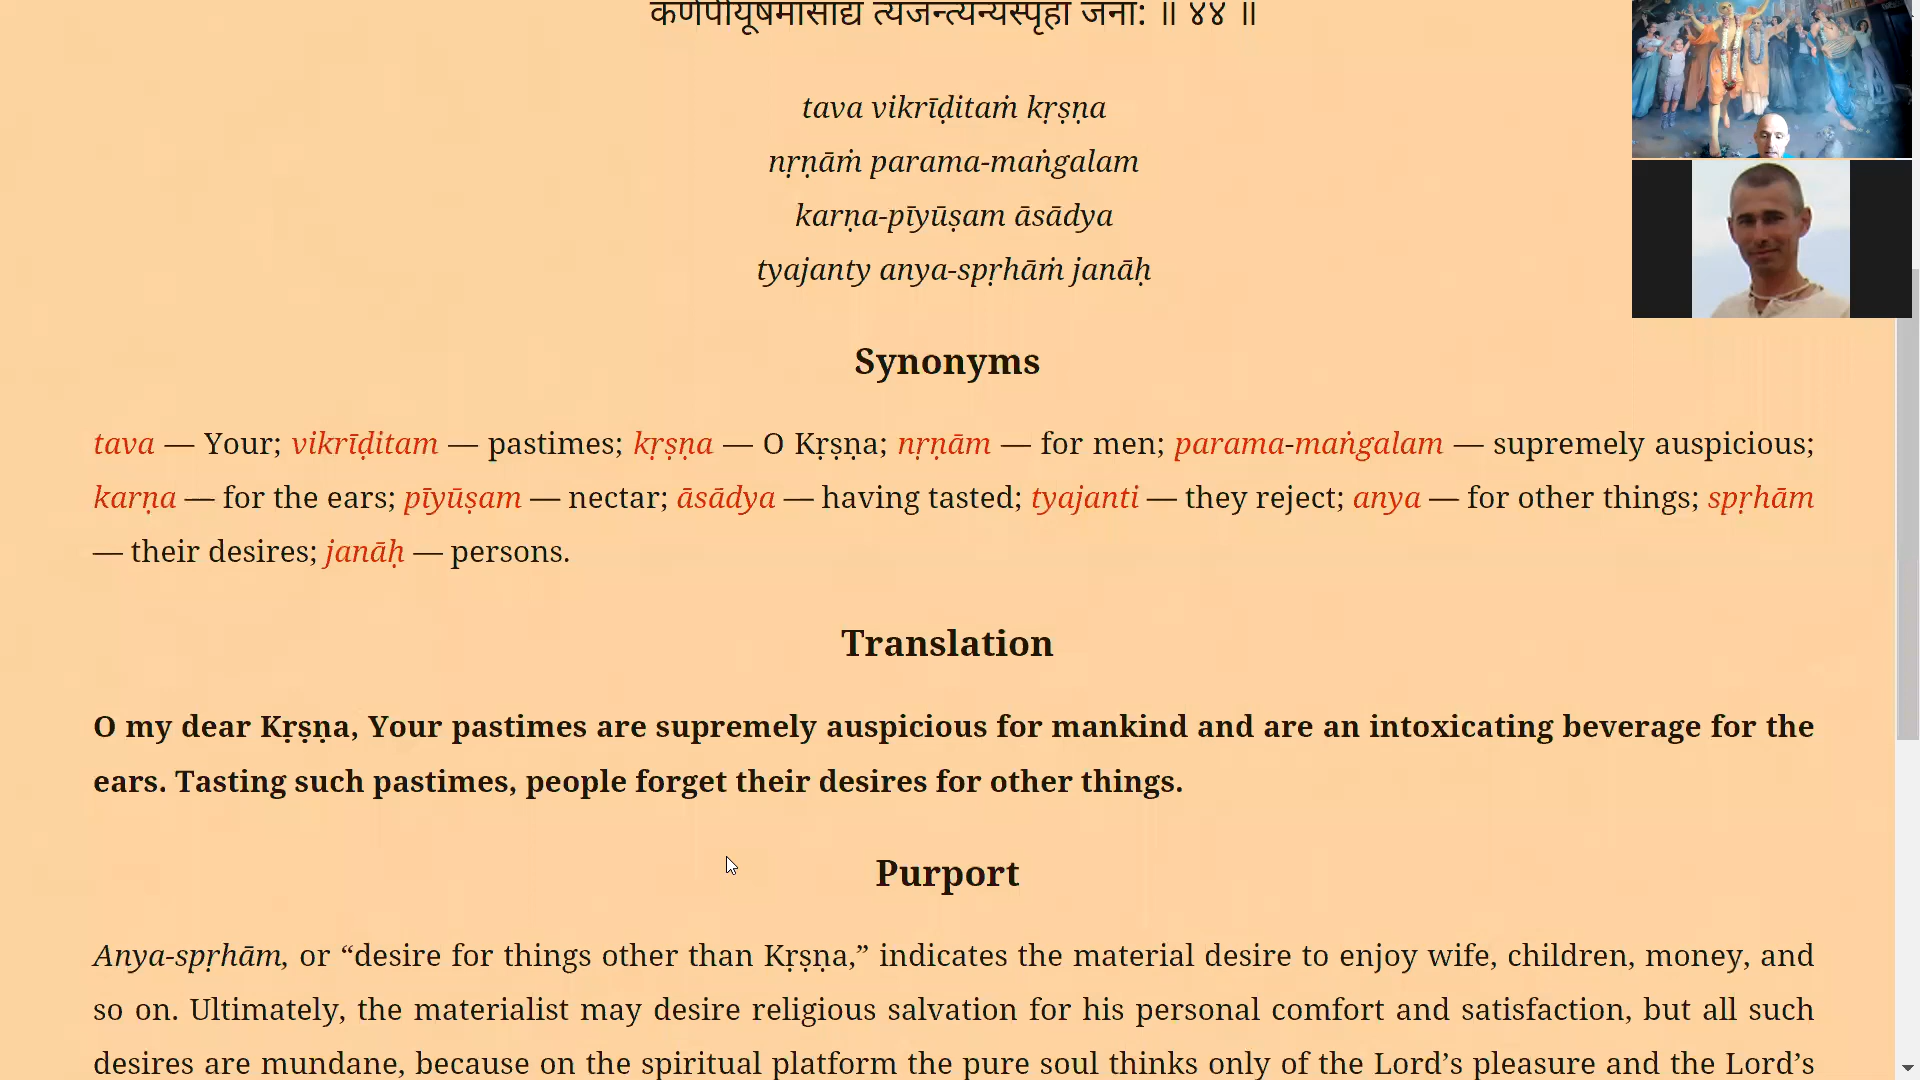 कर्णपीयूषमासाद्य त्यजन्त्यन्यस्पृहां जना: ॥ ४४ ॥
tava vikrīḍitaṁ kṛṣṇa
nṛṇāṁ parama-maṅgalam
karṇa-pīyūṣam āsādya
tyajanty anya-spṛhāṁ janāḥ
Synonyms
tava — Your; vikrīḍitam — pastimes; kṛṣṇa — O Kṛṣṇa; nṛṇām — for men; parama-maṅgalam — supremely auspicious;
karṇa — for the ears; pīyūṣam — nectar; āsādya — having tasted; tyajanti — they reject; anya — for other things; spṛhām
— their desires; janāḥ — persons.
Translation
O my dear Kṛṣṇa, Your pastimes are supremely auspicious for mankind and are an intoxicating beverage for the
ears. Tasting such pastimes, people forget their desires for other things.
Purport
Anya-spṛhām, or “desire for things other than Kṛṣṇa,” indicates the material desire to enjoy wife, children, money, and
so on. Ultimately, the materialist may desire religious salvation for his personal comfort and satisfaction, but all such
desires are mundane, because on the spiritual platform the pure soul thinks only of the Lord’s pleasure and the Lord’s